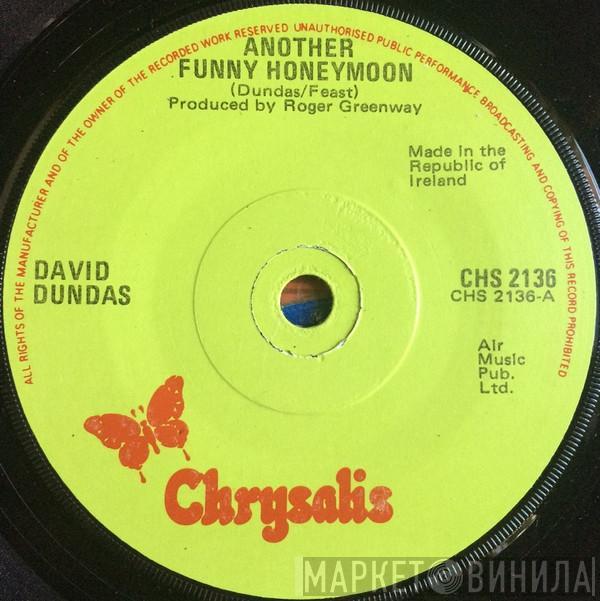 ALL RIGHTS OF THE MANUFACTURER AND OF THE OWNER OF THE RECORDED WORK RESERVED UNAUTHORISED PUBLIC PERFORMANCE BROADCASTING AND COPYING OF THIS RECORD PROHIBITED
ANOTHER
FUNNY HONEYMOON
(Dundas/Feast)
Produced by Roger Greenway
Made in the
Republic of
Ireland
DAVID
DUNDAS
CHS 2136
CHS 2136-A
Air
Music
Pub.
Ltd.
Chrysalis
МАРКЕТ ВИНИЛА